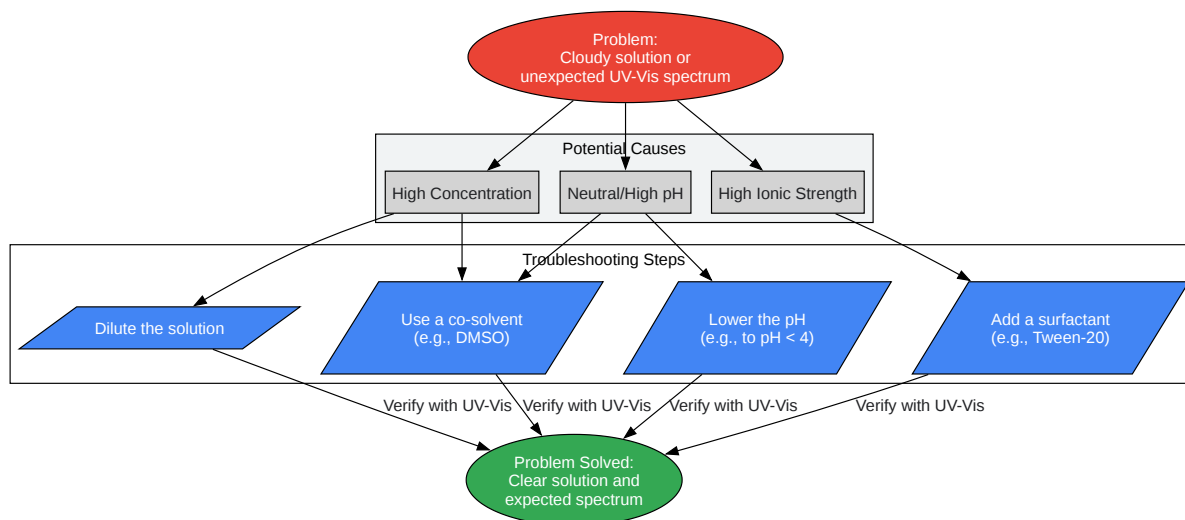 Problem:
Cloudy solution or
unexpected UV-Vis spectrum
Potential Causes
High Concentration
Neutral/High pH
High Ionic Strength
Troubleshooting Steps
Dilute the solution
Use a co-solvent
(e.g., DMSO)
Lower the pH
(e.g., to pH < 4)
Add a surfactant
(e.g., Tween-20)
Verify with UV-Vis
Verify with UV-Vis
Verify with UV-Vis
Verify with UV-Vis
Problem Solved:
Clear solution and
expected spectrum